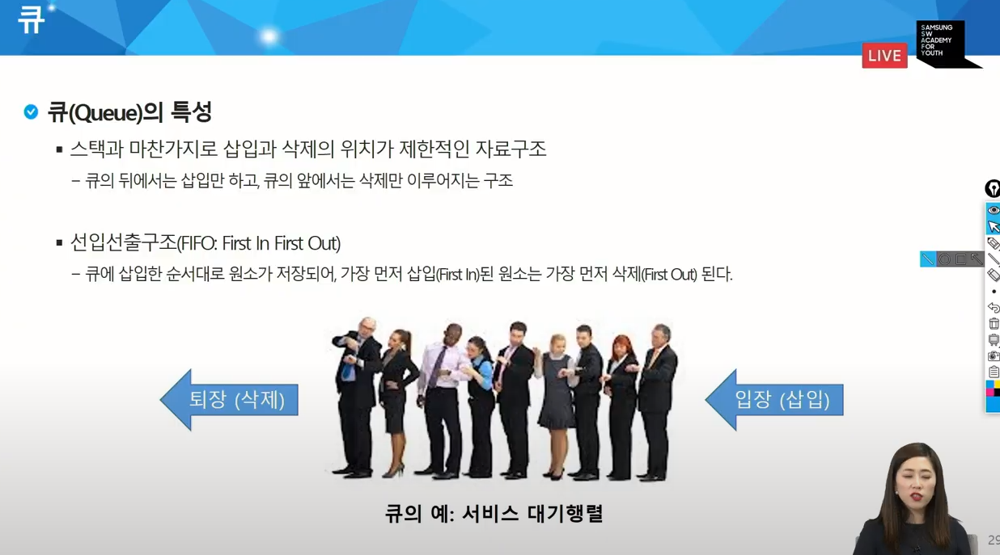 큐
SAMSUNG
SW
ACADEMY
FOR
YOUTH
LIVE
큐(Queue)의 특성
▪ 스택과 마찬가지로 삽입과 삭제의 위치가 제한적인 자료구조
– 큐의 뒤에서는 삽입만 하고, 큐의 앞에서는 삭제만 이루어지는 구조
▪ 선입선출구조(FIFO: First In First Out)
– 큐에 삽입한 순서대로 원소가 저장되어, 가장 먼저 삽입(First In)된 원소는 가장 먼저 삭제(First Out) 된다.
퇴장 (삭제)
입장 (삽입)
큐의 예: 서비스 대기행렬
29